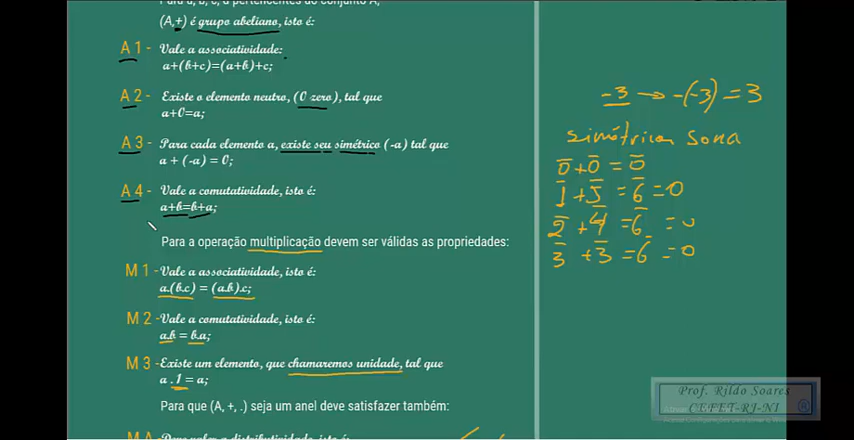 Para a, b, c, a pertencentes ao conjunto A,
(A,+) é grupo abeliano, isto é:
A 1 - Vale a associatividade:
a+(b+c)=(a+b)+c;
A 2 - Existe o elemento neutro, (0 zero), tal que
a+0=a;
A 3 - Para cada elemento a, existe seu simétrico (-a) tal que
a + (-a) = 0;
A 4 - Vale a comutatividade, isto é:
a+b=b+a;
Para a operação multiplicação devem ser válidas as propriedades:
M 1 - Vale a associatividade, isto é:
a.(b.c) = (a.b).c;
M 2 - Vale a comutatividade, isto é:
a.b = b.a;
M 3 - Existe um elemento, que chamaremos unidade, tal que
a . 1 = a;
Para que (A, +, .) seja um anel deve satisfazer também:
-3 → -(-3) = 3
simétrico soma
0̅ + 0̅ = 0̅
1̅ + 5̅ = 6̅ = 0
2̅ + 4̅ = 6̅ = 0
3̅ + 3̅ = 6̅ = 0
Prof. Rildo Soares
CEFET-RJ-NI